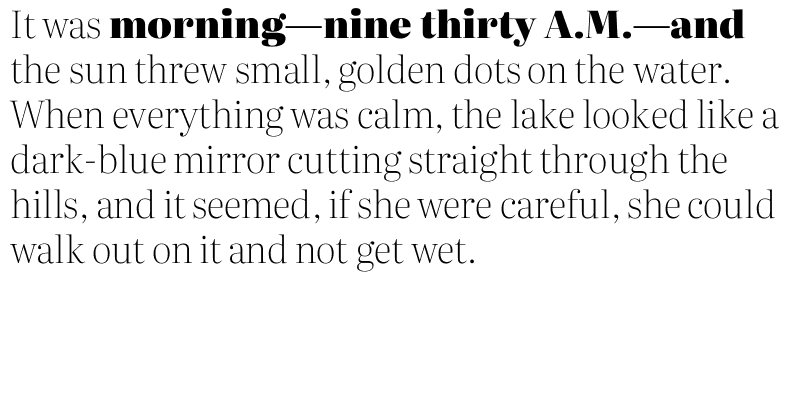 It was morning—nine thirty A.M.—and
the sun threw small, golden dots on the water.
When everything was calm, the lake looked like a
dark-blue mirror cutting straight through the
hills, and it seemed, if she were careful, she could
walk out on it and not get wet.